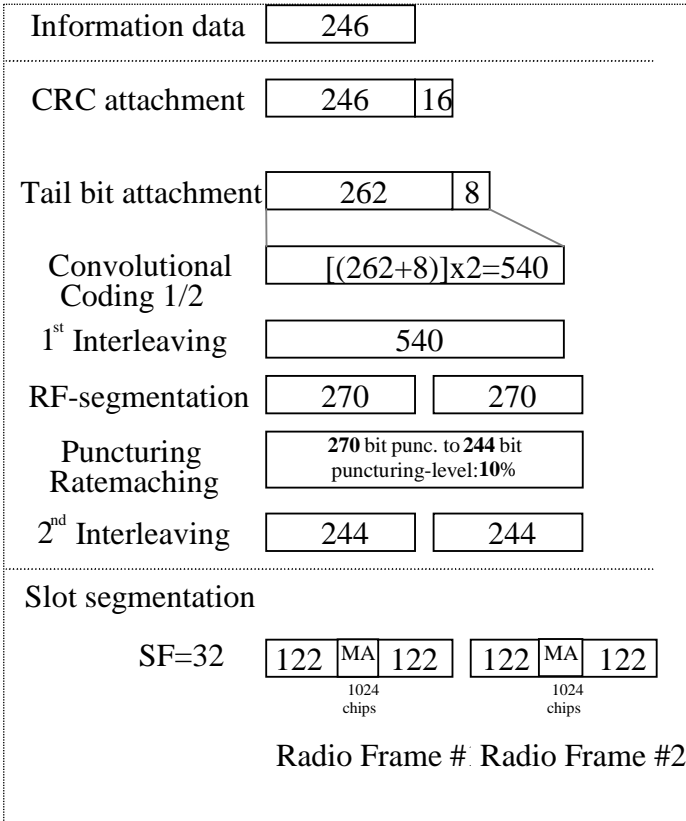 Information data 246
CRC attachment 246 16
Tail bit attachment 262 8
Convolutional
Coding 1/2
[(262+8)]x2=540
1st Interleaving 540
RF-segmentation 270 270
Puncturing
Ratemaching
270 bit punc. to 244 bit
puncturing-level:10%
2nd Interleaving 244 244
Slot segmentation
SF=32 122 MA 122 122 MA 122
1024
chips
1024
chips
Radio Frame # Radio Frame #2